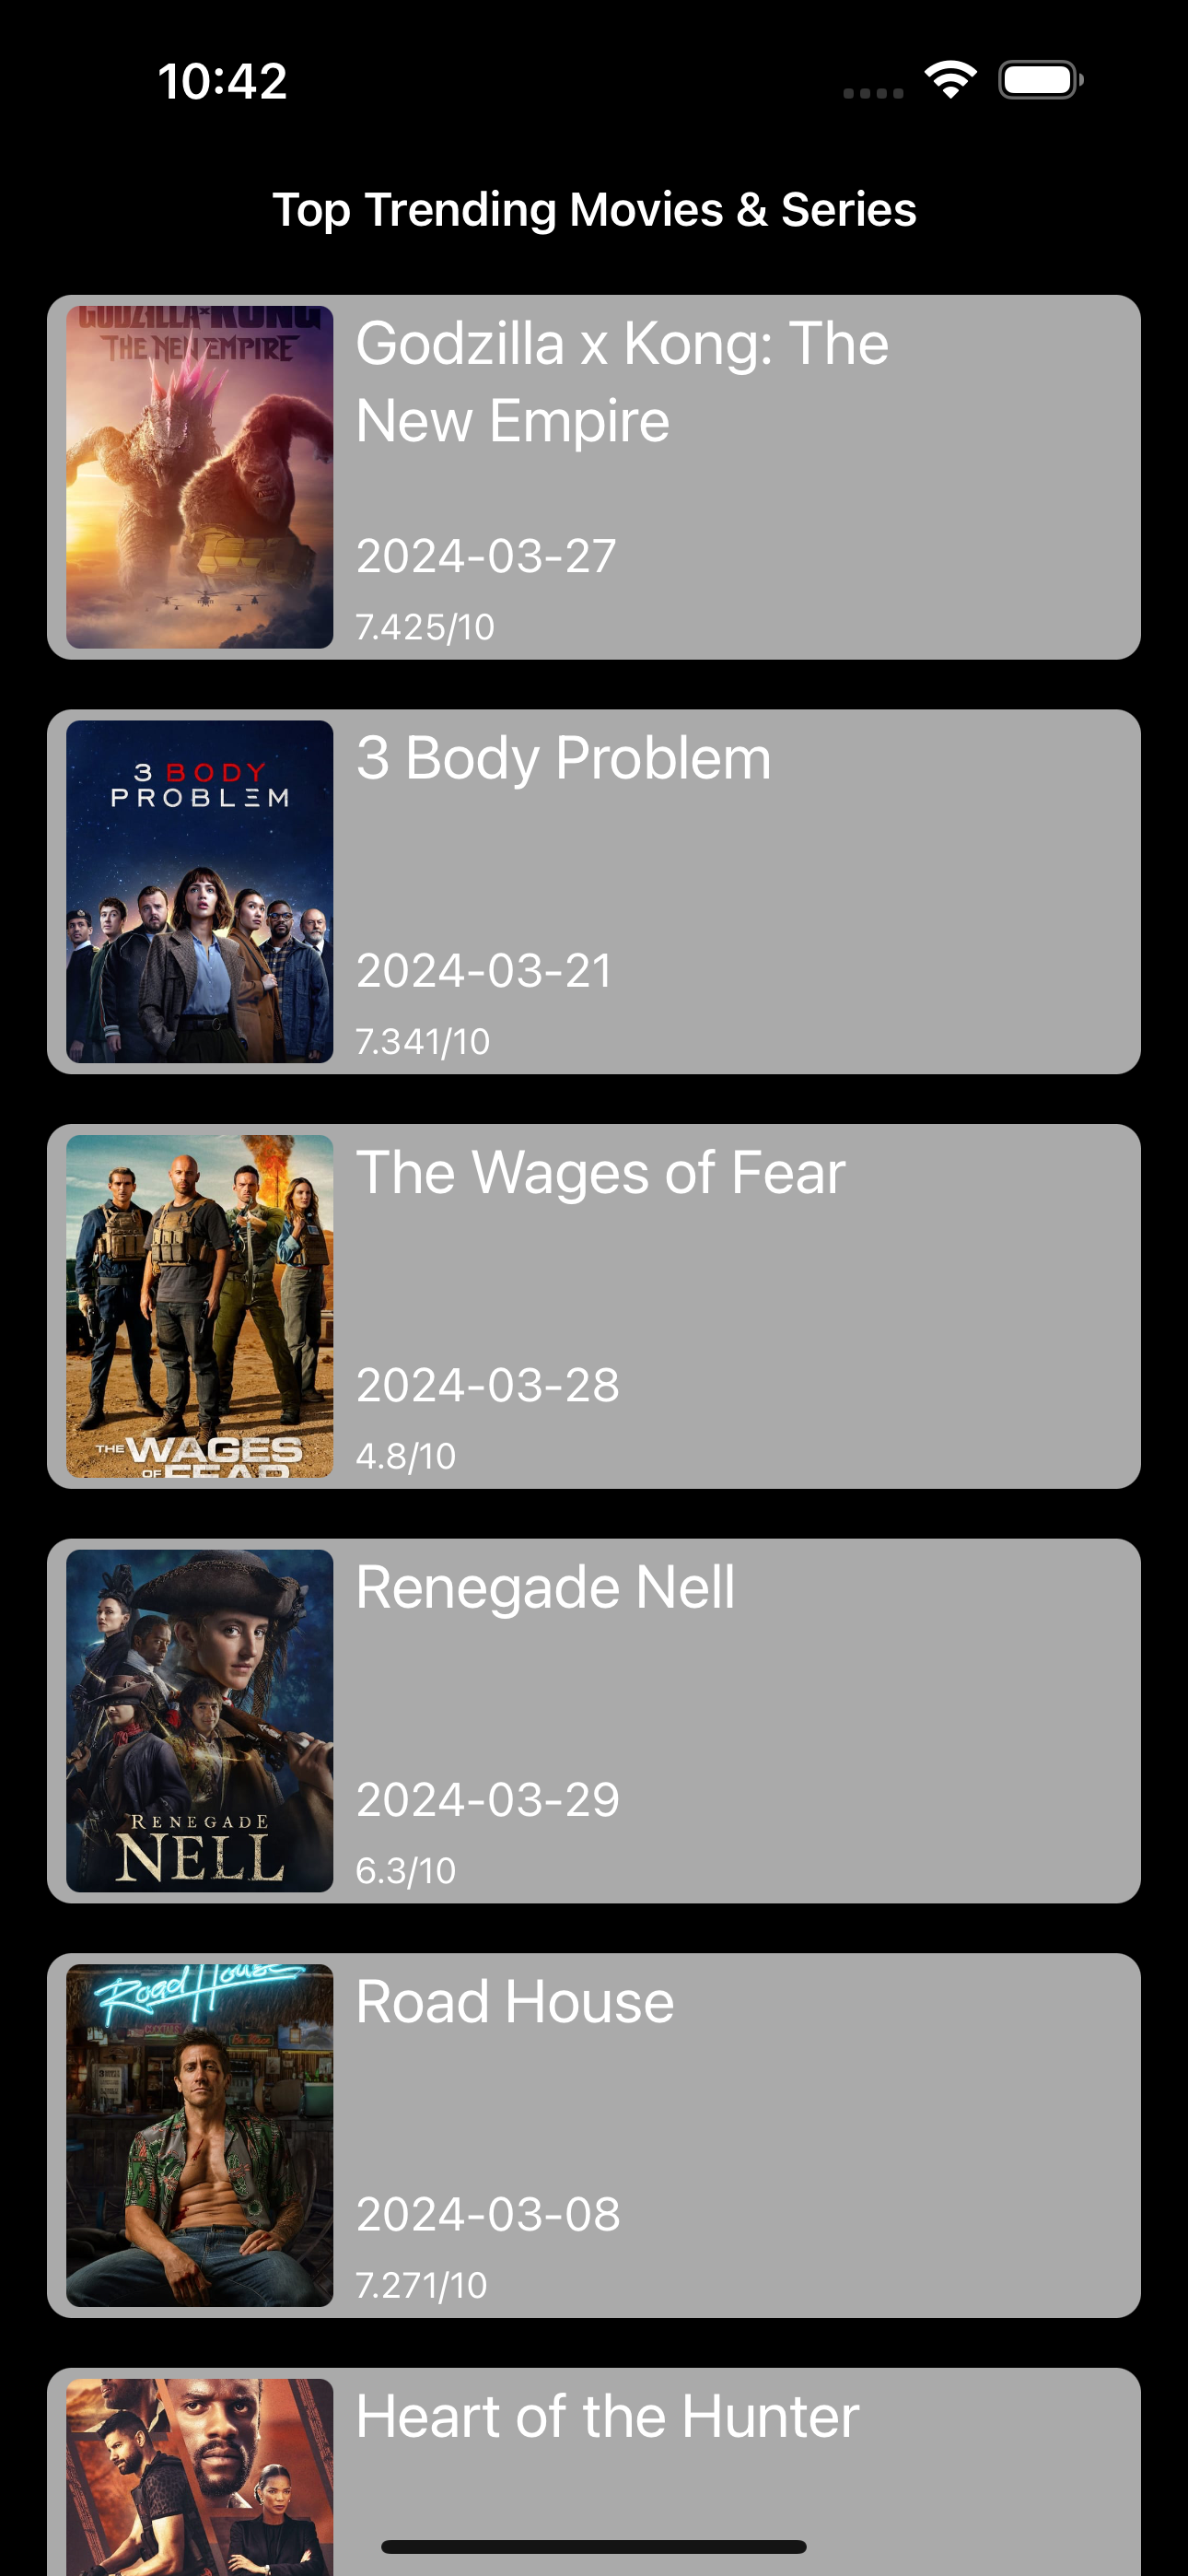 10:42
Top Trending Movies & Series
GODZILLA x KONG
THE NEW EMPIRE
Godzilla x Kong: The
New Empire
2024-03-27
7.425/10
3 BODY
PROBLEM
3 Body Problem
2024-03-21
7.341/10
THE WAGES
OF FEAR
The Wages of Fear
2024-03-28
4.8/10
RENEGADE
NELL
Renegade Nell
2024-03-29
6.3/10
Road House
Road House
2024-03-08
7.271/10
Heart of the Hunter